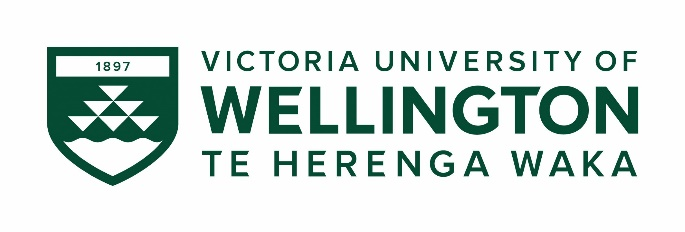 1897
VICTORIA UNIVERSITY OF
WELLINGTON
TE HERENGA WAKA